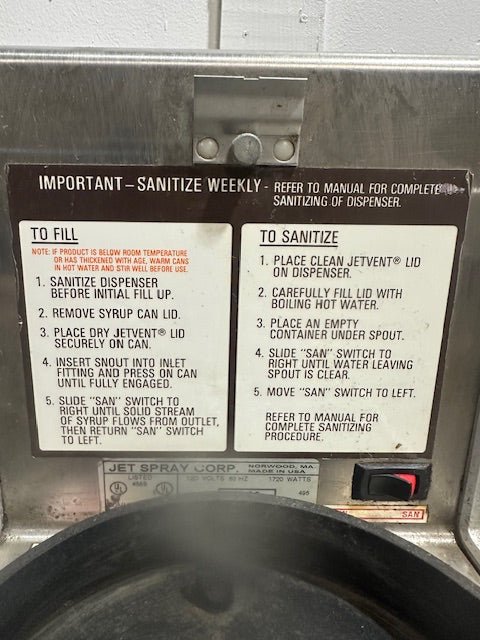 IMPORTANT – SANITIZE WEEKLY - REFER TO MANUAL FOR COMPLETE
SANITIZING OF DISPENSER.
TO FILL
NOTE: IF PRODUCT IS BELOW ROOM TEMPERATURE
OR HAS THICKENED WITH AGE, WARM CANS
IN HOT WATER AND STIR WELL BEFORE USE.
1. SANITIZE DISPENSER
BEFORE INITIAL FILL UP.
2. REMOVE SYRUP CAN LID.
3. PLACE DRY JETVENT® LID
SECURELY ON CAN.
4. INSERT SNOUT INTO INLET
FITTING AND PRESS ON CAN
UNTIL FULLY ENGAGED.
5. SLIDE "SAN" SWITCH TO
RIGHT UNTIL SOLID STREAM
OF SYRUP FLOWS FROM OUTLET,
THEN RETURN "SAN" SWITCH
TO LEFT.
TO SANITIZE
1. PLACE CLEAN JETVENT® LID
ON DISPENSER.
2. CAREFULLY FILL LID WITH
BOILING HOT WATER.
3. PLACE AN EMPTY
CONTAINER UNDER SPOUT.
4. SLIDE "SAN" SWITCH TO
RIGHT UNTIL WATER LEAVING
SPOUT IS CLEAR.
5. MOVE "SAN" SWITCH TO LEFT.
REFER TO MANUAL FOR
COMPLETE SANITIZING
PROCEDURE.
JET SPRAY CORP. NORWOOD, MA
MADE IN USA
LISTED 120 VOLTS 60 HZ 1720 WATTS
UL
495
SAN